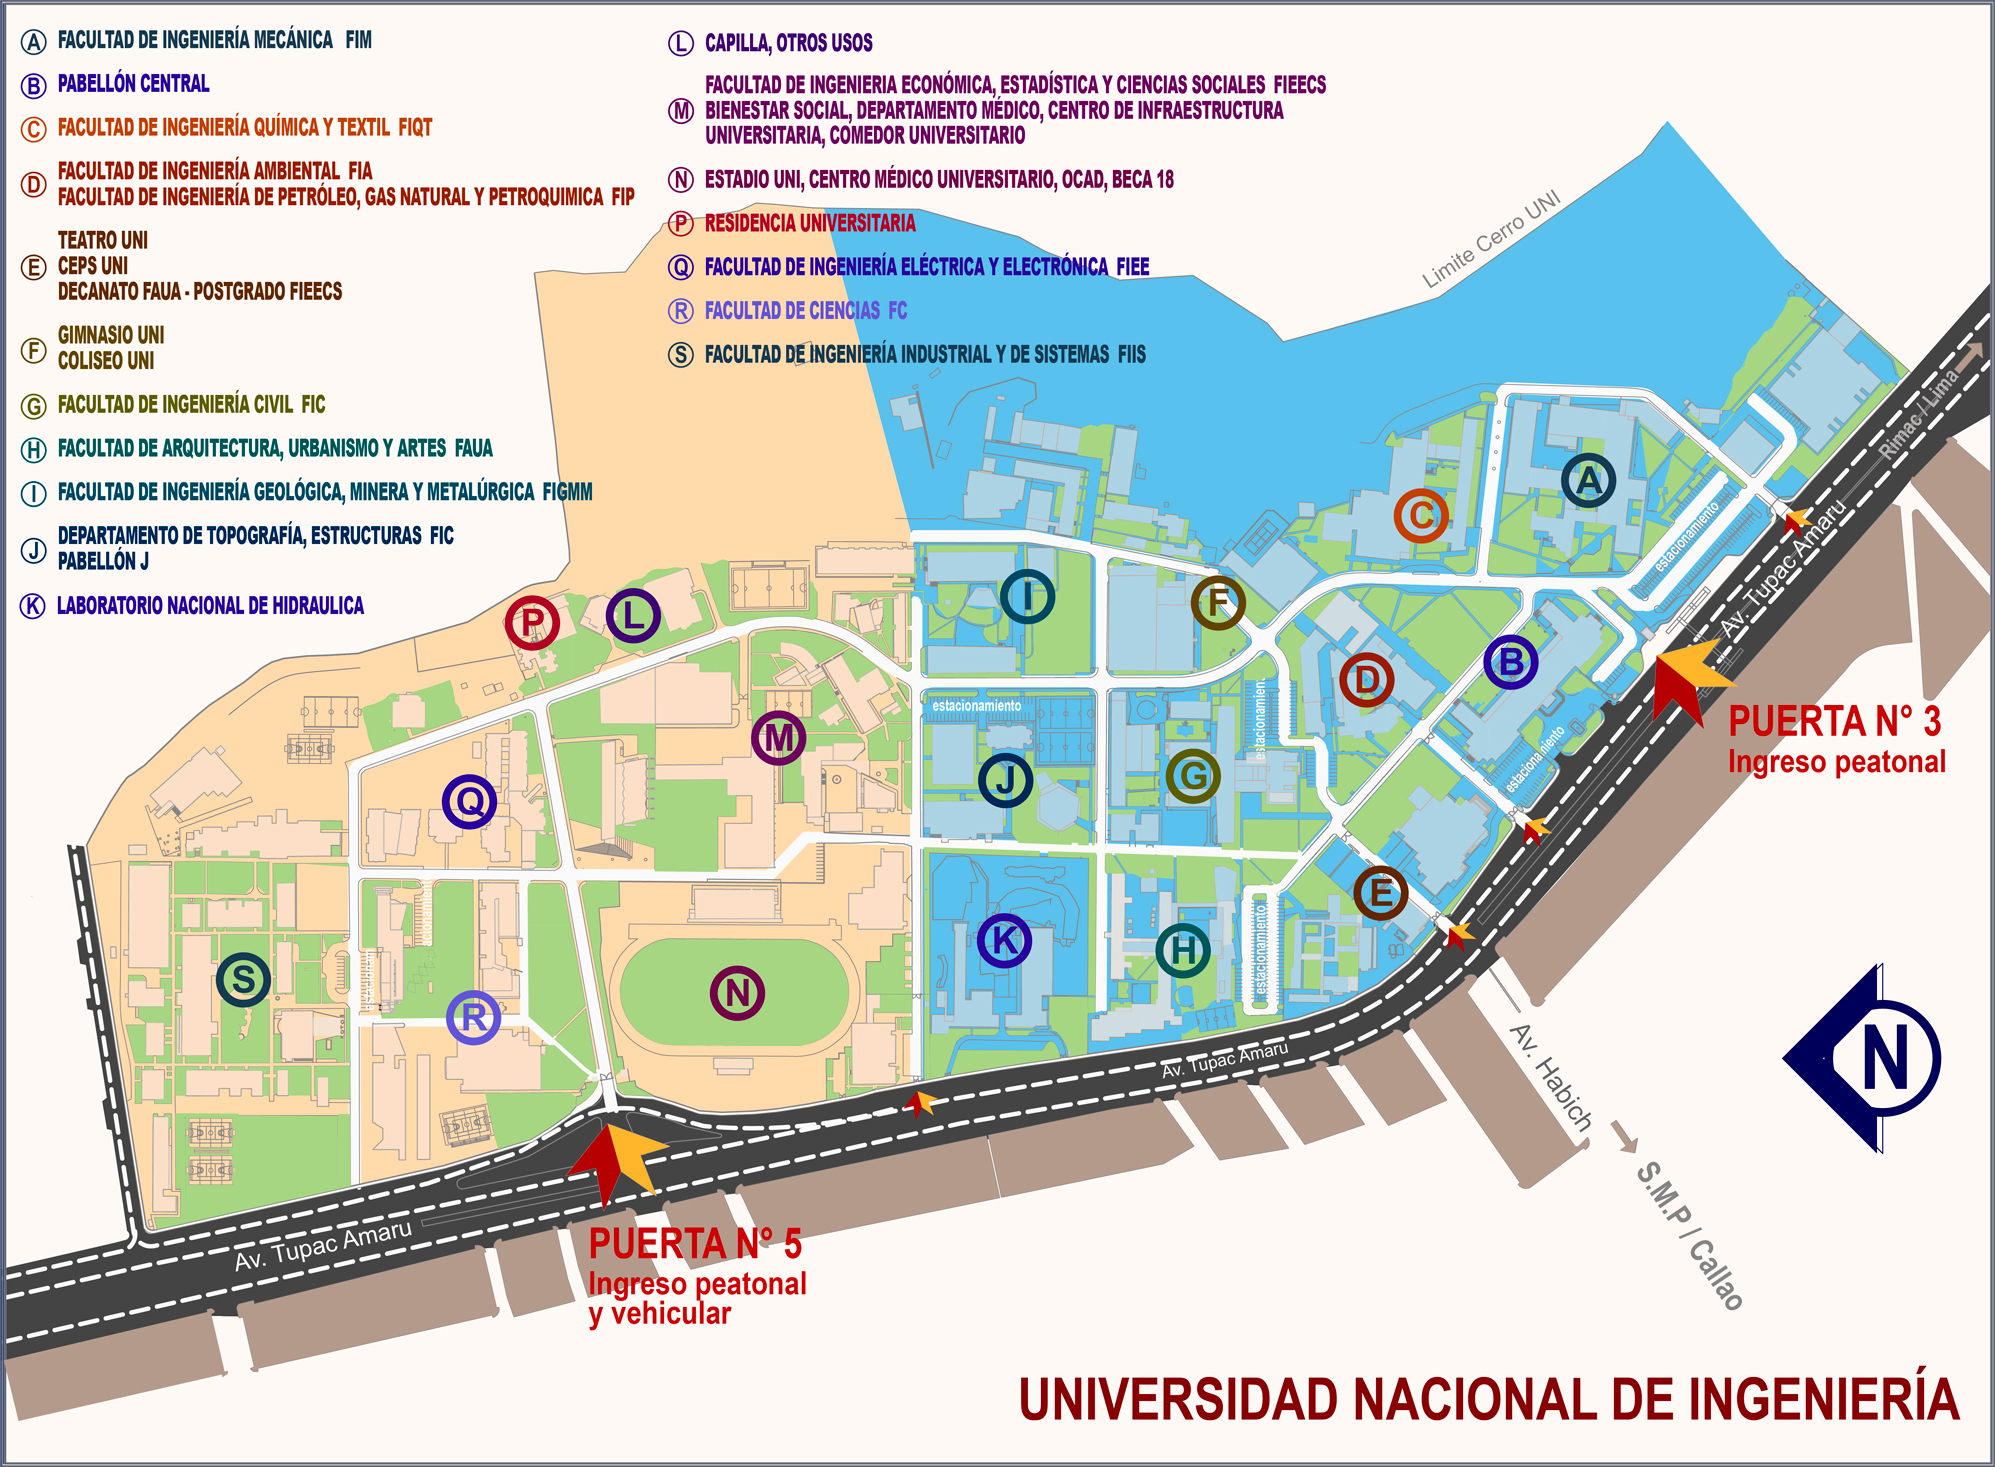 A FACULTAD DE INGENIERÍA MECÁNICA FIM
B PABELLÓN CENTRAL
C FACULTAD DE INGENIERÍA QUÍMICA Y TEXTIL FIQT
D FACULTAD DE INGENIERÍA AMBIENTAL FIA
FACULTAD DE INGENIERÍA DE PETRÓLEO, GAS NATURAL Y PETROQUIMICA FIP
E TEATRO UNI
CEPS UNI
DECANATO FAUA - POSTGRADO FIEECS
F GIMNASIO UNI
COLISEO UNI
G FACULTAD DE INGENIERÍA CIVIL FIC
H FACULTAD DE ARQUITECTURA, URBANISMO Y ARTES FAUA
I FACULTAD DE INGENIERÍA GEOLÓGICA, MINERA Y METALÚRGICA FIGMM
J DEPARTAMENTO DE TOPOGRAFÍA, ESTRUCTURAS FIC
PABELLÓN J
K LABORATORIO NACIONAL DE HIDRAULICA
L CAPILLA, OTROS USOS
FACULTAD DE INGENIERIA ECONÓMICA, ESTADÍSTICA Y CIENCIAS SOCIALES FIEECS
M BIENESTAR SOCIAL, DEPARTAMENTO MÉDICO, CENTRO DE INFRAESTRUCTURA
UNIVERSITARIA, COMEDOR UNIVERSITARIO
N ESTADIO UNI, CENTRO MÉDICO UNIVERSITARIO, OCAD, BECA 18
P RESIDENCIA UNIVERSITARIA
Q FACULTAD DE INGENIERÍA ELÉCTRICA Y ELECTRÓNICA FIEE
R FACULTAD DE CIENCIAS FC
S FACULTAD DE INGENIERÍA INDUSTRIAL Y DE SISTEMAS FIIS
Limite Cerro UNI
Rimac / Lima
A
C
estacionamiento
Av. Tupac Amaru
I
F
P
L
B
D
estacionamiento
estacionamient
PUERTA N° 3
Ingreso peatonal
M
J
G
estacionamiento
Q
E
K
H
estacionamiento
acionamiento
estacionamient
S
N
R
Av. Tupac Amaru
Av. Habich
S.M.P / Callao
N
Av. Tupac Amaru
PUERTA N° 5
Ingreso peatonal
y vehicular
UNIVERSIDAD NACIONAL DE INGENIERÍA